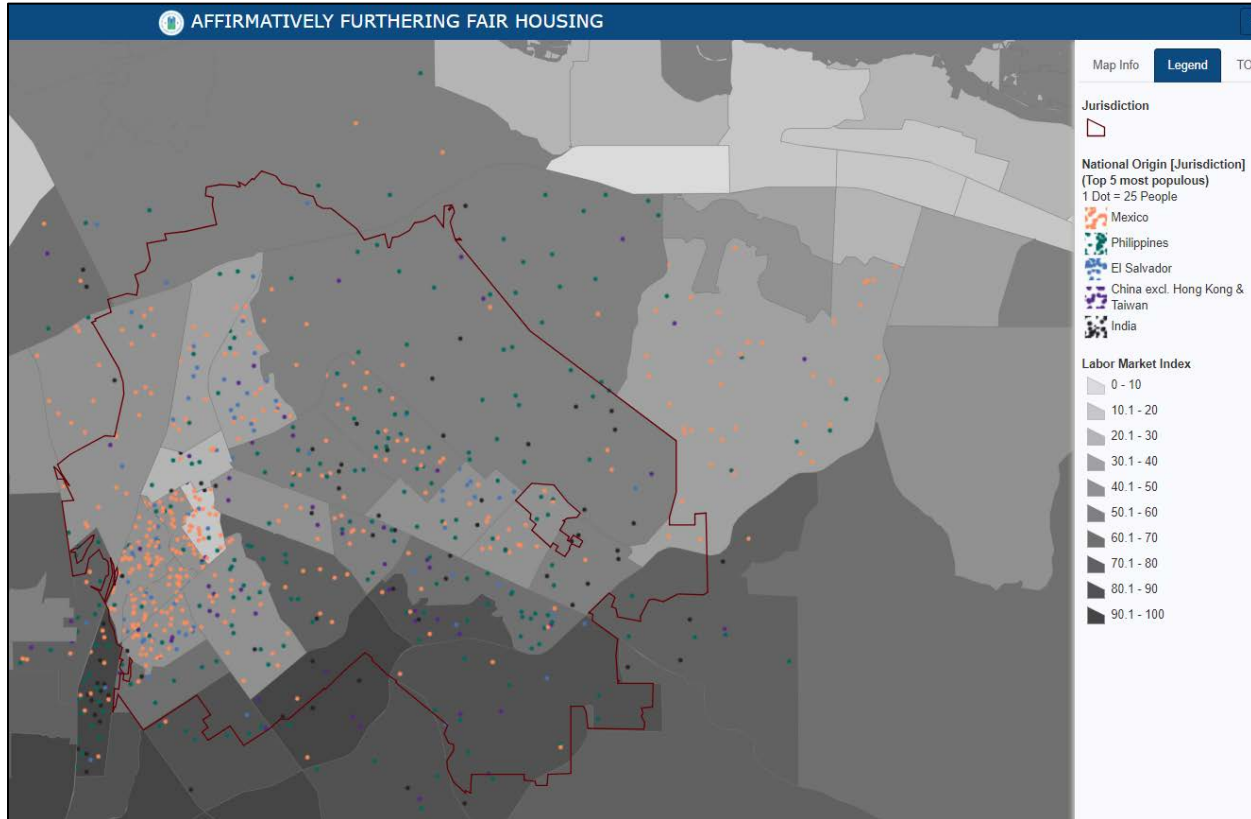 AFFIRMATIVELY FURTHERING FAIR HOUSING
Map Info Legend TO
Jurisdiction
National Origin [Jurisdiction]
(Top 5 most populous)
1 Dot = 25 People
Mexico
Philippines
El Salvador
China excl. Hong Kong &
Taiwan
India
Labor Market Index
0 - 10
10.1 - 20
20.1 - 30
30.1 - 40
40.1 - 50
50.1 - 60
60.1 - 70
70.1 - 80
80.1 - 90
90.1 - 100